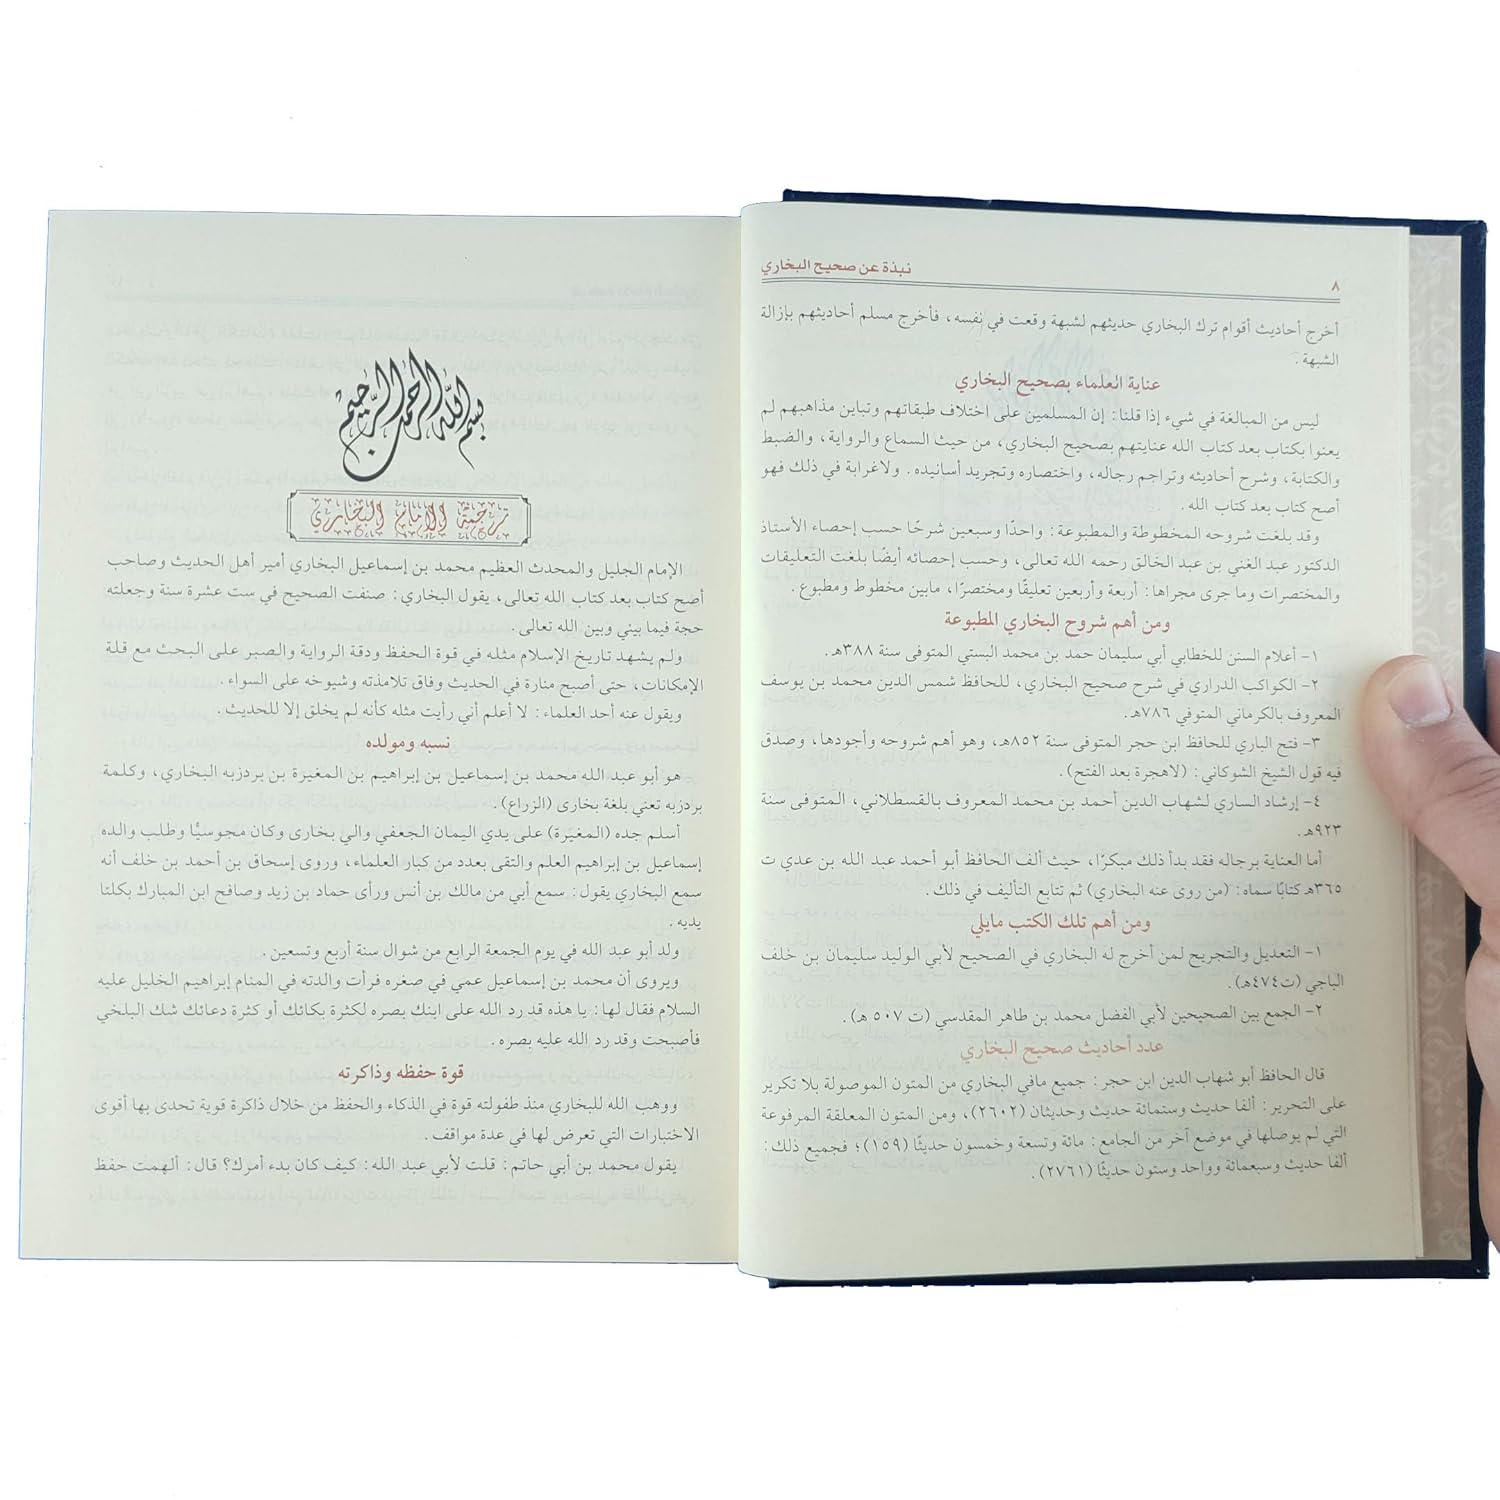 نبذة عن صحيح البخاري
٨
أخرج أحاديث أقوام ترك البخاري حديثهم لشبهة وقعت في نفسه، فأخرج مسلم أحاديثهم بإزالة
الشبهة.
عناية العلماء بصحيح البخاري
ليس من المبالغة في شيء إذا قلنا: إن المسلمين على اختلاف طبقاتهم وتباين مذاهبهم لم
يعنوا بكتاب بعد كتاب الله عنايتهم بصحيح البخاري، من حيث السماع والرواية، والضبط
والكتابة، وشرح أحاديثه وتراجم رجاله، واختصاره وتجريد أسانيده. ولاغرابة في ذلك فهو
أصح كتاب بعد كتاب الله.
وقد بلغت شروحه المخطوطة والمطبوعة: واحدًا وسبعين شرحًا حسب إحصاء الأستاذ
الدكتور عبد الغني بن عبد الخالق رحمه الله تعالى، وحسب إحصائه أيضًا بلغت التعليقات
والمختصرات وما جرى مجراها: أربعة وأربعين تعليقًا ومختصرًا، مابين مخطوط ومطبوع.
ومن أهم شروح البخاري المطبوعة
١- أعلام السنن للخطابي أبي سليمان حمد بن محمد البستي المتوفى سنة ٣٨٨هـ.
٢- الكواكب الدراري في شرح صحيح البخاري، للحافظ شمس الدين محمد بن يوسف
المعروف بالكرماني المتوفي ٧٨٦هـ.
٣- فتح الباري للحافظ ابن حجر المتوفى سنة ٨٥٢هـ، وهو أهم شروحه وأجودها، وصدق
فيه قول الشيخ الشوكاني: (لاهجرة بعد الفتح).
٤- إرشاد الساري لشهاب الدين أحمد بن محمد المعروف بالقسطلاني، المتوفى سنة
٩٢٣هـ.
أما العناية برجاله فقد بدأ ذلك مبكرًا، حيث ألف الحافظ أبو أحمد عبد الله بن عدي ت
٣٦٥هـ كتابًا سماه: (من روى عنه البخاري) ثم تتابع التأليف في ذلك.
ومن أهم تلك الكتب مايلي
١- التعديل والتجريح لمن أخرج له البخاري في الصحيح لأبي الوليد سليمان بن خلف
الباجي (ت٤٧٤هـ).
٢- الجمع بين الصحيحين لأبي الفضل محمد بن طاهر المقدسي (ت ٥٠٧ هـ).
عدد أحاديث صحيح البخاري
قال الحافظ أبو شهاب الدين ابن حجر: جميع مافي البخاري من المتون الموصولة بلا تكرير
على التحرير: ألفا حديث وستمائة حديث وحديثان (٢٦٠٢)، ومن المتون المعلقة المرفوعة
التي لم يوصلها في موضع آخر من الجامع: مائة وتسعة وخمسون حديثًا (١٥٩)؛ فجميع ذلك:
ألفا حديث وسبعمائة وواحد وستون حديثًا (٢٧٦١).
بسم الله الرحمن الرحيم
ترجمة الإمام البخاري
الإمام الجليل والمحدث العظيم محمد بن إسماعيل البخاري أمير أهل الحديث وصاحب
أصح كتاب بعد كتاب الله تعالى، يقول البخاري: صنفت الصحيح في ست عشرة سنة وجعلته
حجة فيما بيني وبين الله تعالى.
ولم يشهد تاريخ الإسلام مثله في قوة الحفظ ودقة الرواية والصبر على البحث مع قلة
الإمكانات، حتى أصبح منارة في الحديث وفاق تلامذته وشيوخه على السواء.
ويقول عنه أحد العلماء: لا أعلم أني رأيت مثله كأنه لم يخلق إلا للحديث.
نسبه ومولده
هو أبو عبد الله محمد بن إسماعيل بن إبراهيم بن المغيرة بن بردزبه البخاري، وكلمة
بردزبه تعني بلغة بخارى (الزراع).
أسلم جده (المغيرة) على يدي اليمان الجعفي والي بخارى وكان مجوسيًّا وطلب والده
إسماعيل بن إبراهيم العلم والتقى بعدد من كبار العلماء، وروى إسحاق بن أحمد بن خلف أنه
سمع البخاري يقول: سمع أبي من مالك بن أنس ورأى حماد بن زيد وصافح ابن المبارك بكلتا
يديه.
ولد أبو عبد الله في يوم الجمعة الرابع من شوال سنة أربع وتسعين.
ويروى أن محمد بن إسماعيل عمي في صغره فرأت والدته في المنام إبراهيم الخليل عليه
السلام فقال لها: يا هذه قد رد الله على ابنك بصره لكثرة بكائك أو كثرة دعائك شك البلخي
فأصبحت وقد رد الله عليه بصره.
قوة حفظه وذاكرته
ووهب الله للبخاري منذ طفولته قوة في الذكاء والحفظ من خلال ذاكرة قوية تحدى بها أقوى
الاختبارات التي تعرض لها في عدة مواقف.
يقول محمد بن أبي حاتم: قلت لأبي عبد الله: كيف كان بدء أمرك؟ قال: ألهمت حفظ